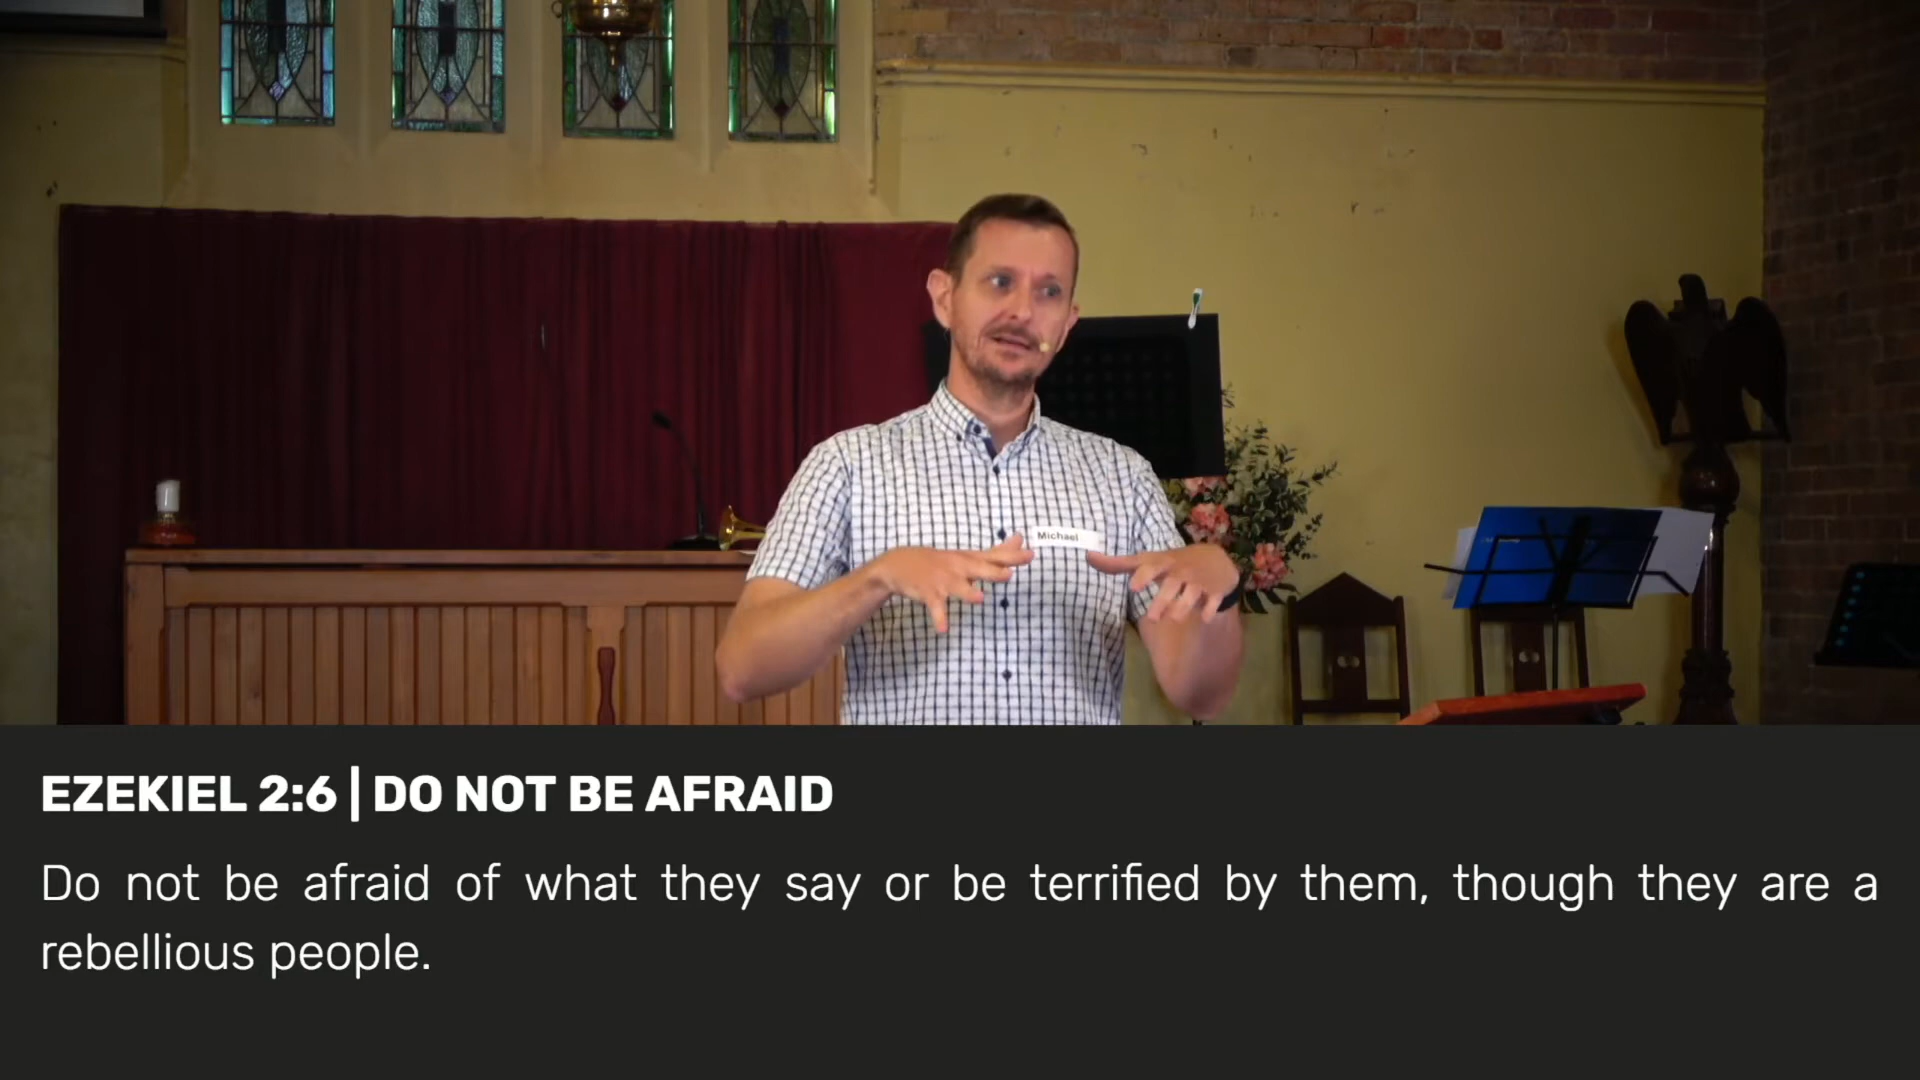 Michael
EZEKIEL 2:6 | DO NOT BE AFRAID
Do not be afraid of what they say or be terrified by them, though they are a
rebellious people.